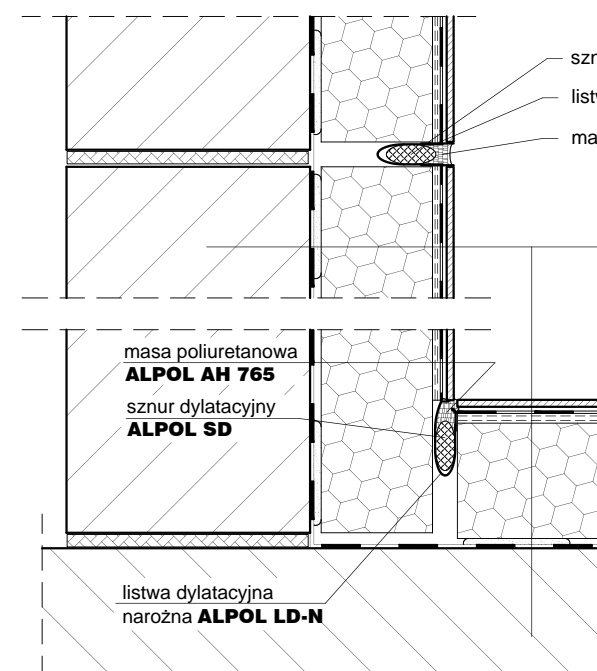 masa poliuretanowa
ALPOL AH 765
sznur dylatacyjny
ALPOL SD
listwa dylatacyjna
narożna ALPOL LD-N